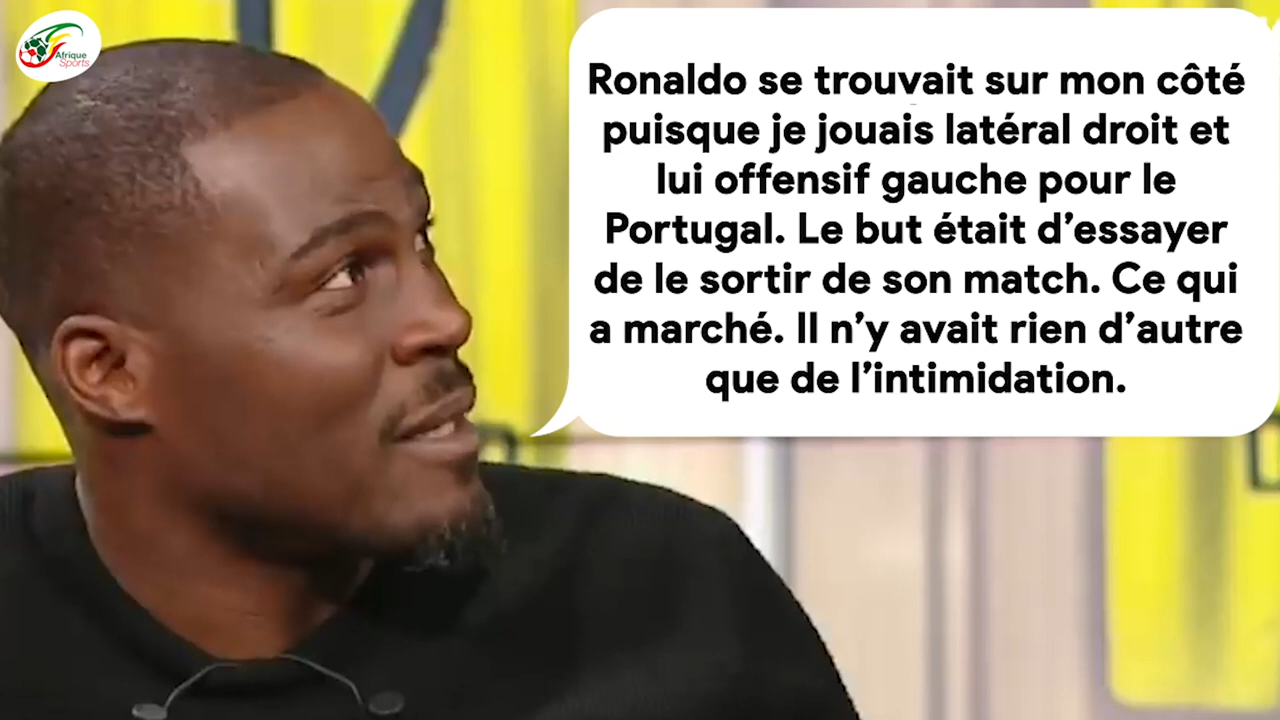 Afrique
Sports
Ronaldo se trouvait sur mon côté
puisque je jouais latéral droit et
lui offensif gauche pour le
Portugal. Le but était d’essayer
de le sortir de son match. Ce qui
a marché. Il n’y avait rien d’autre
que de l’intimidation.